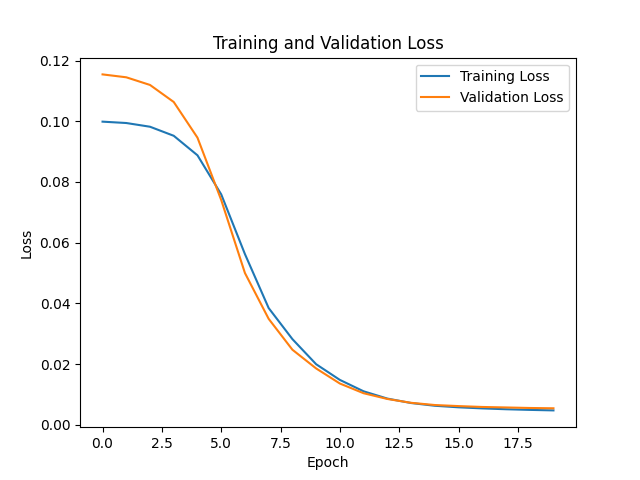 Training and Validation Loss
Training Loss
Validation Loss
0.12
0.10
0.08
0.06
0.04
0.02
0.00
Loss
0.0 2.5 5.0 7.5 10.0 12.5 15.0 17.5
Epoch